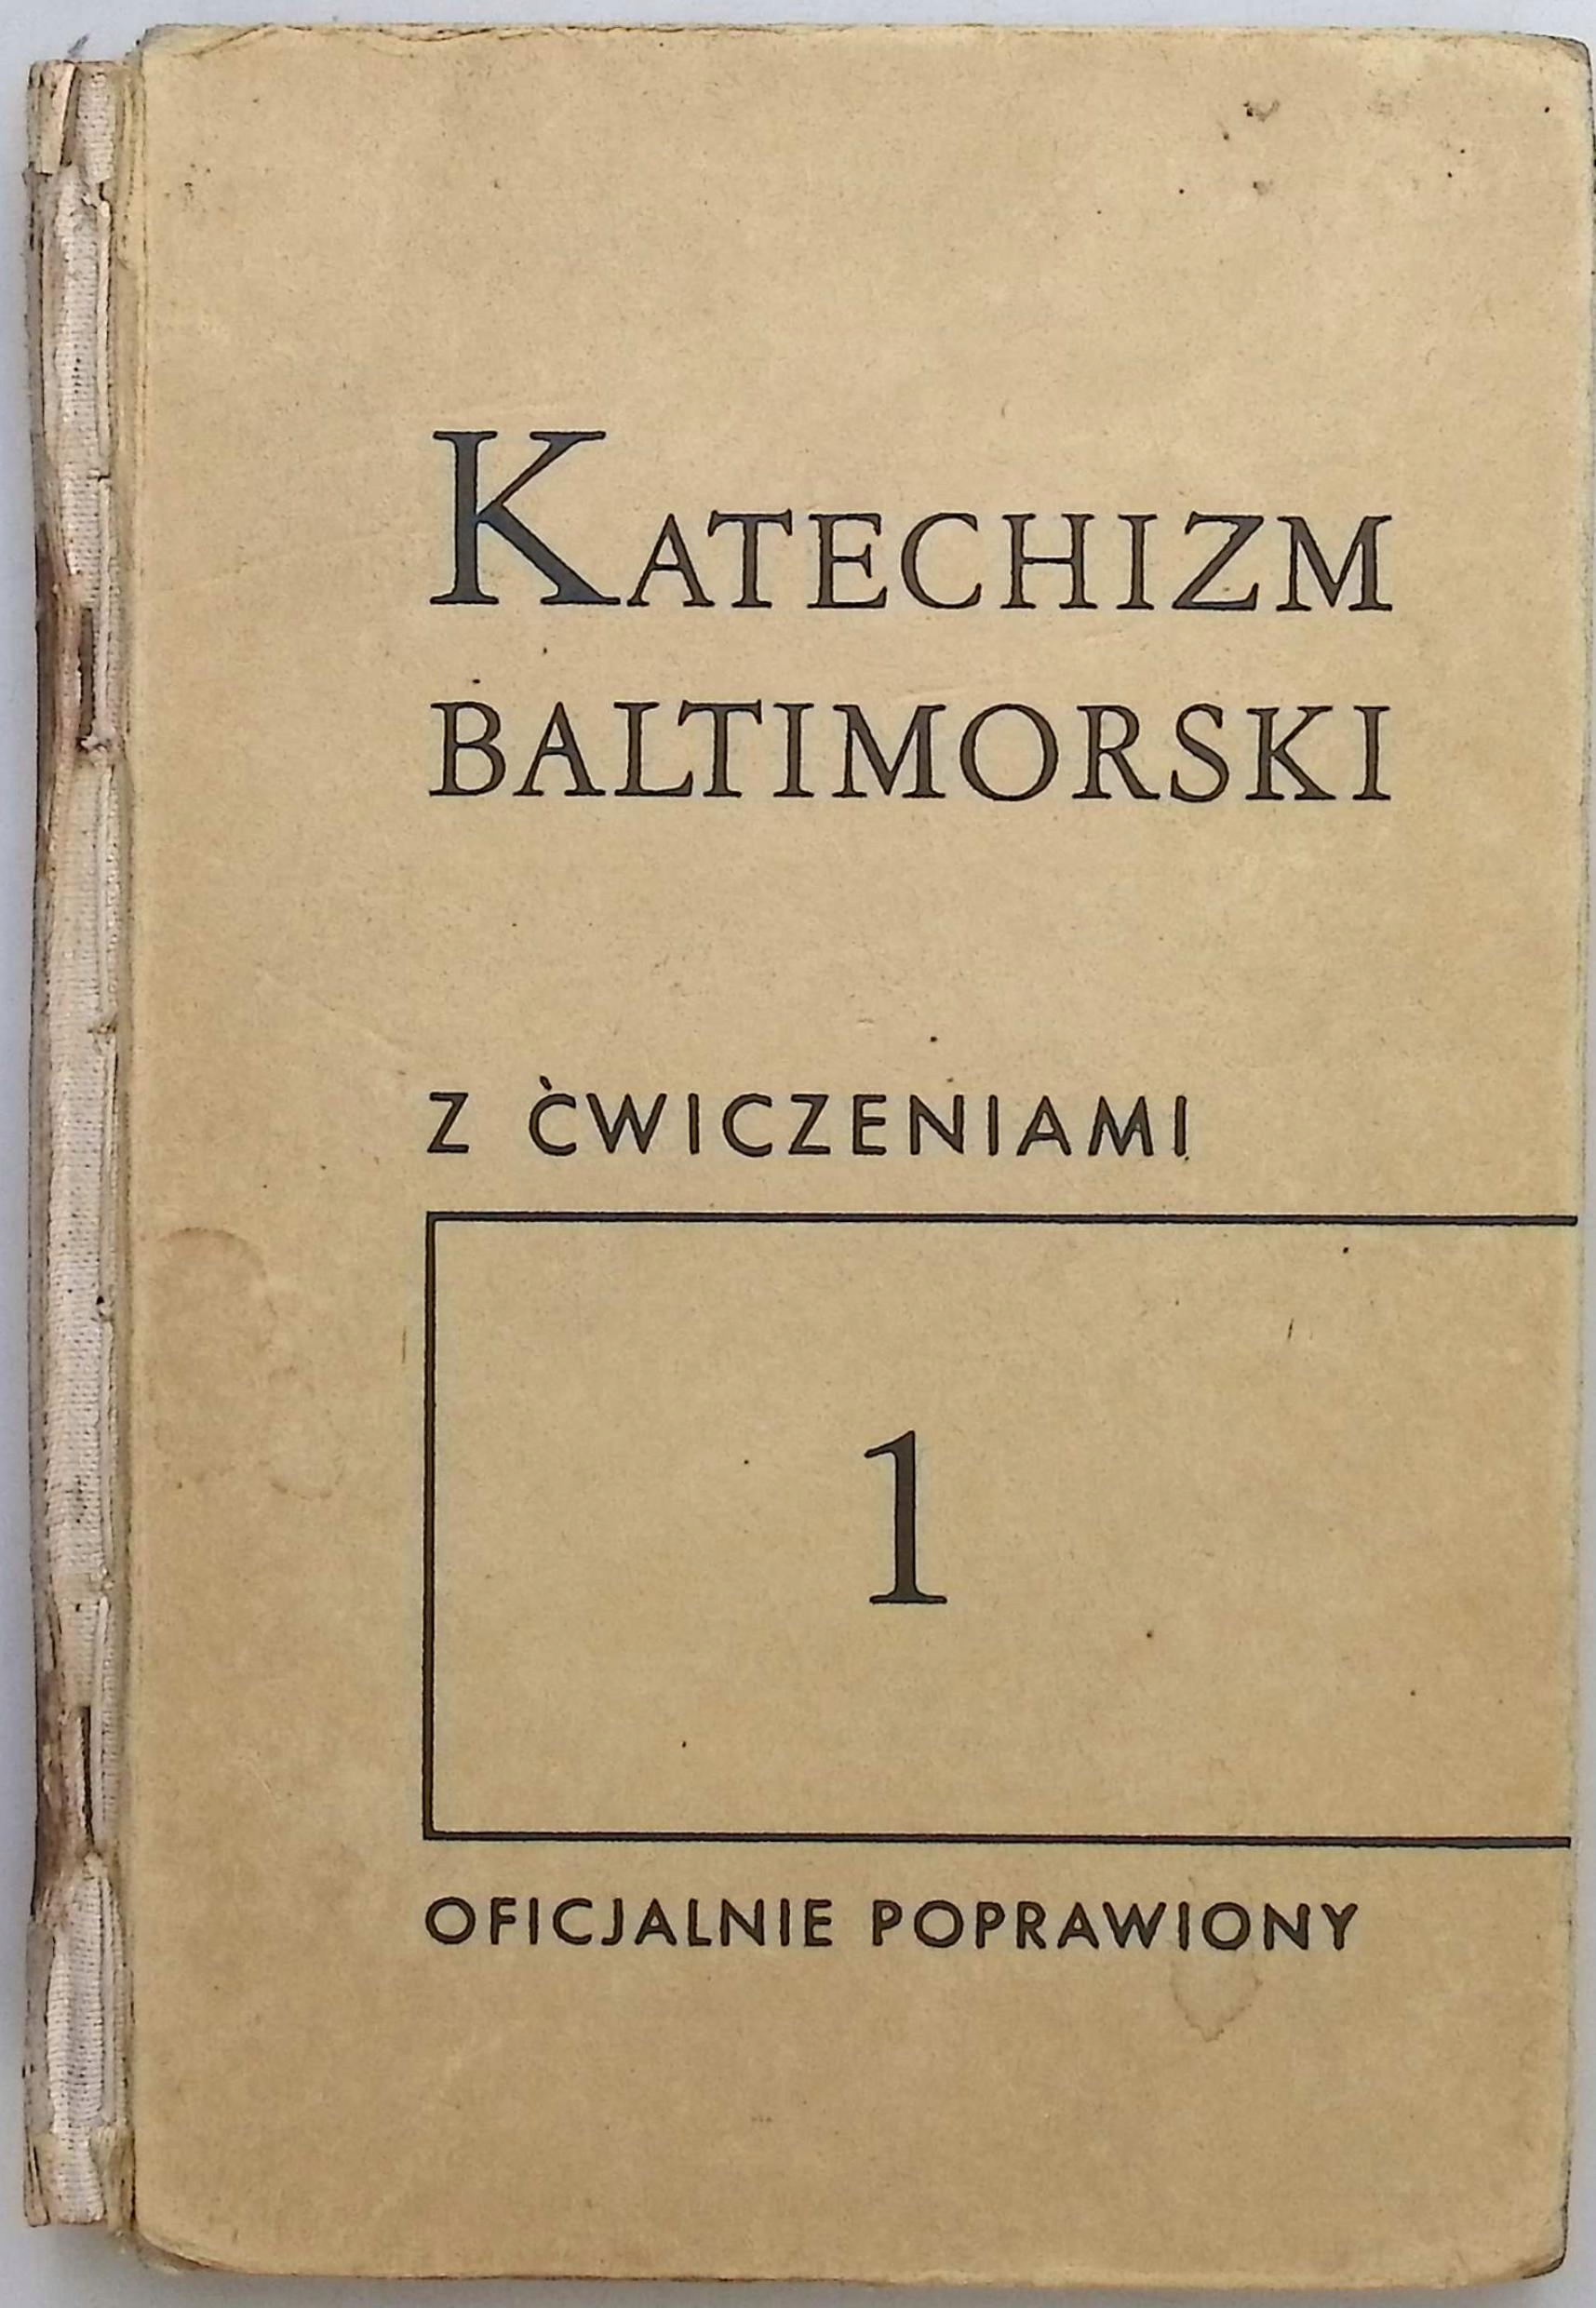 KATECHIZM
BALTIMORSKI
Z ĆWICZENIAMI
1
OFICJALNIE POPRAWIONY